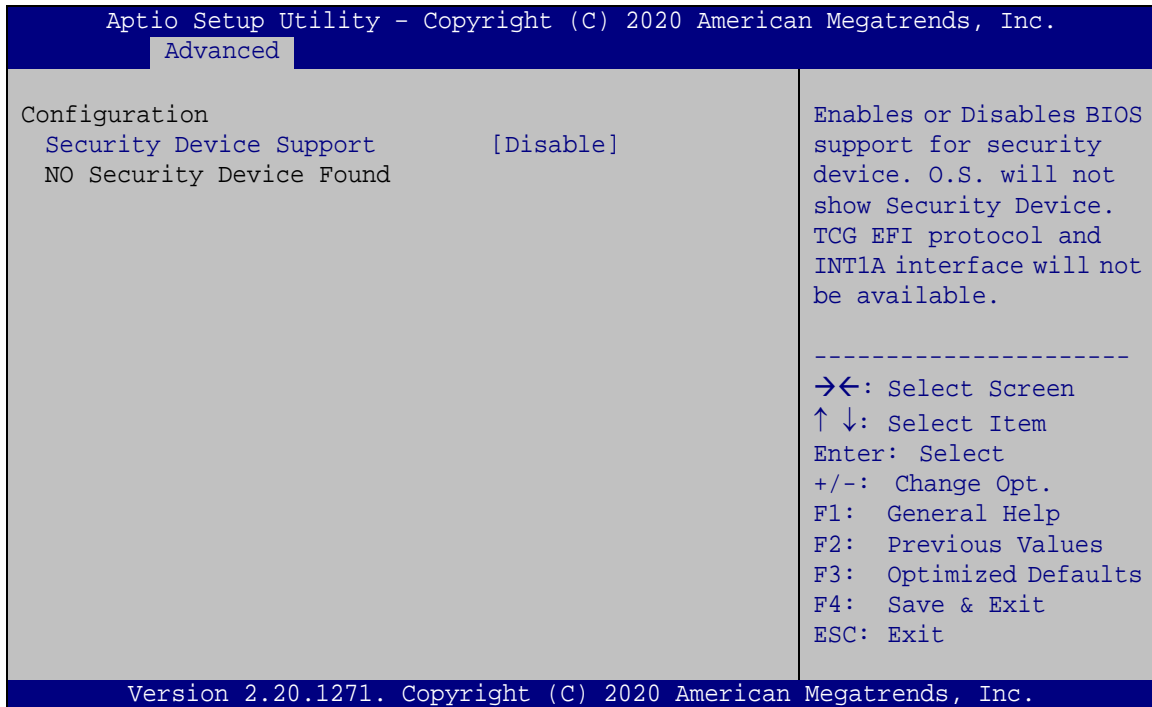 Aptio Setup Utility – Copyright (C) 2020 American Megatrends, Inc.
Advanced
Configuration
Security Device Support [Disable]
NO Security Device Found
Enables or Disables BIOS
support for security
device. O.S. will not
show Security Device.
TCG EFI protocol and
INT1A interface will not
be available.
----------------------
→←: Select Screen
↑ ↓: Select Item
Enter: Select
+/-: Change Opt.
F1: General Help
F2: Previous Values
F3: Optimized Defaults
F4: Save & Exit
ESC: Exit
Version 2.20.1271. Copyright (C) 2020 American Megatrends, Inc.